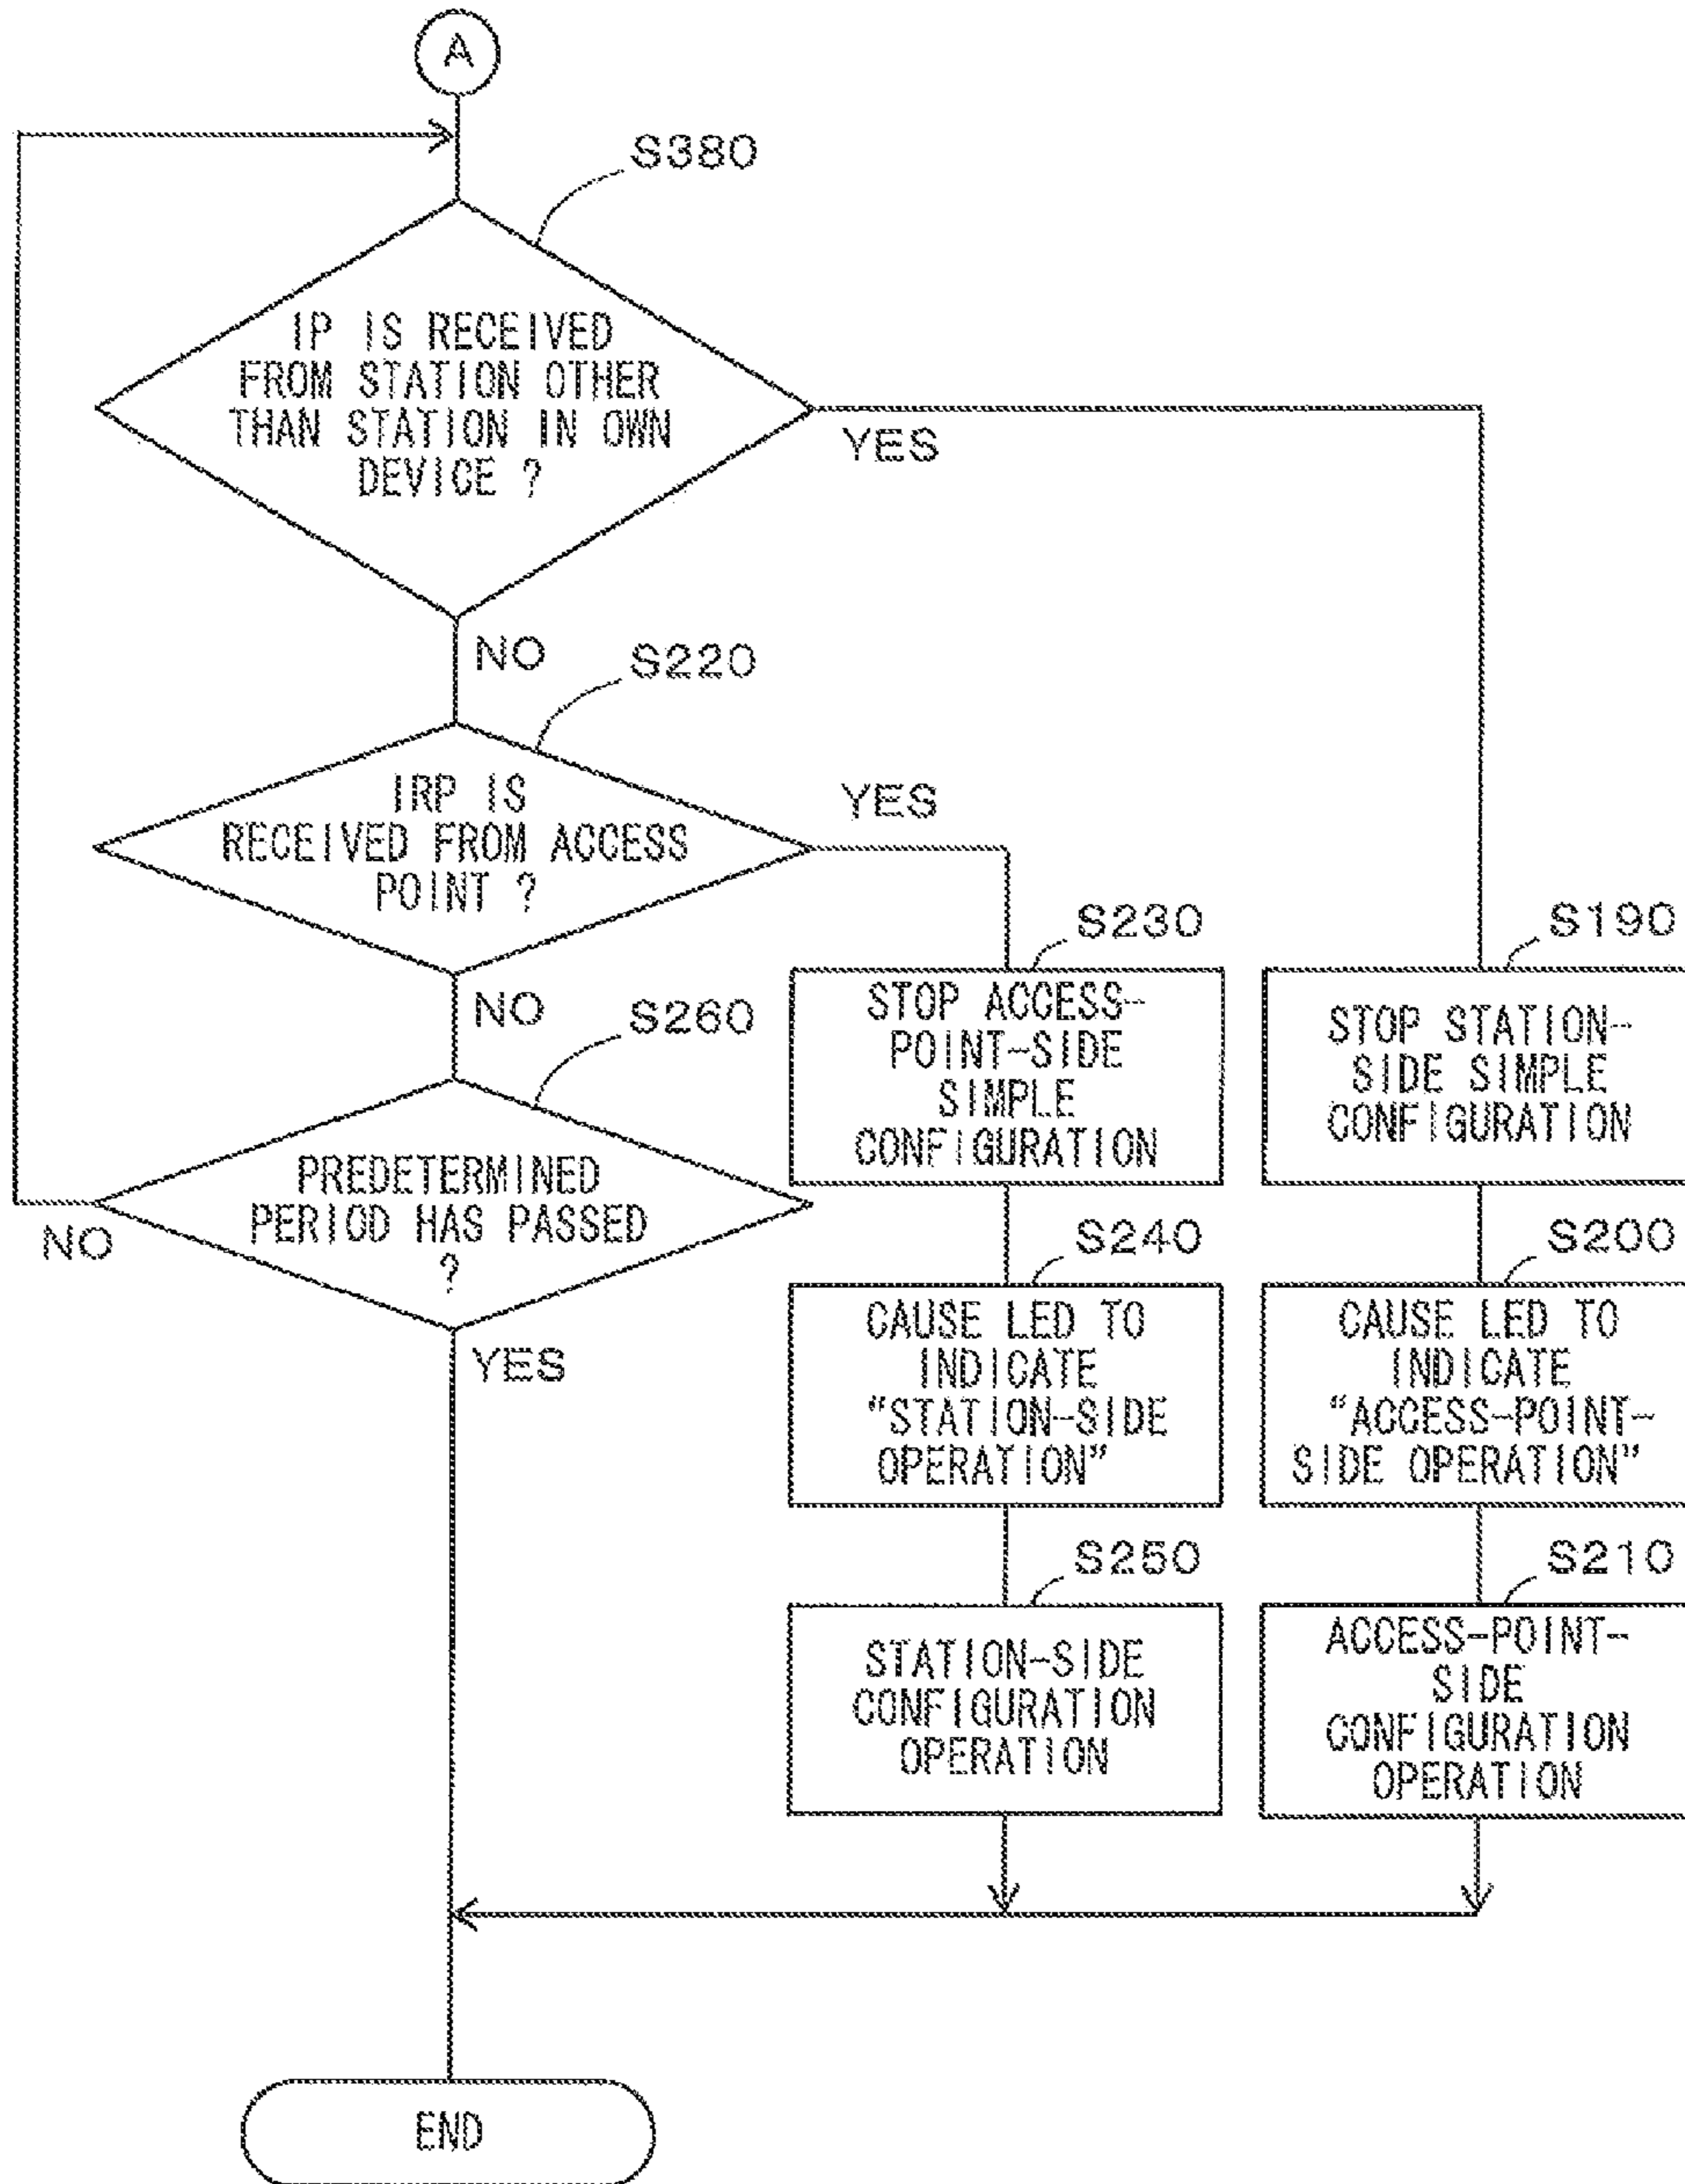 A
S380
IP IS RECEIVED
FROM STATION OTHER
THAN STATION IN OWN
DEVICE ?
YES
NO
S220
IRP IS
RECEIVED FROM ACCESS
POINT ?
YES
NO
S260
PREDETERMINED
PERIOD HAS PASSED
?
NO
YES
S230
STOP ACCESS-
POINT-SIDE
SIMPLE
CONFIGURATION
S240
CAUSE LED TO
INDICATE
"STATION-SIDE
OPERATION"
S250
STATION-SIDE
CONFIGURATION
OPERATION
S190
STOP STATION-
SIDE SIMPLE
CONFIGURATION
S200
CAUSE LED TO
INDICATE
"ACCESS-POINT-
SIDE OPERATION"
S210
ACCESS-POINT-
SIDE
CONFIGURATION
OPERATION
END